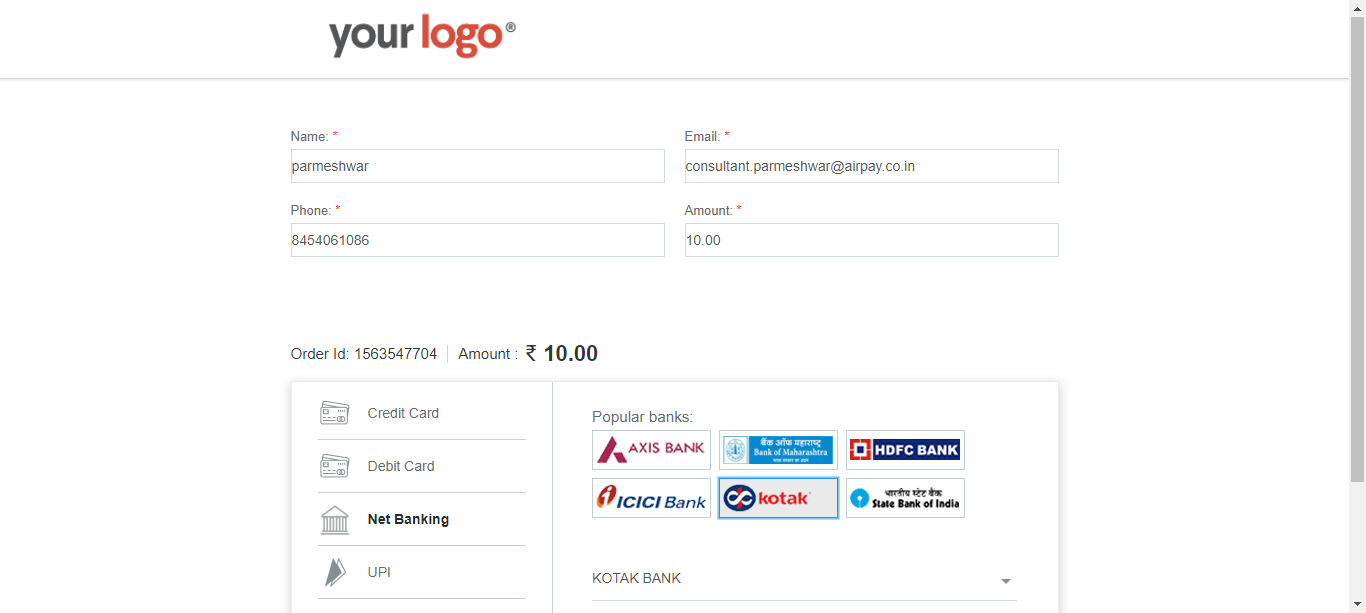 your logo®
Name: * Email: *
parmeshwar consultant.parmeshwar@airpay.co.in
Phone: * Amount: *
8454061086 10.00
Order Id: 1563547704 Amount : ₹ 10.00
Credit Card
Debit Card
Net Banking
UPI
Popular banks:
AXIS BANK
बैंक ऑफ महाराष्ट्र
Bank of Maharashtra
HDFC BANK
ICICI Bank
kotak
भारतीय स्टेट बैंक
State Bank of India
KOTAK BANK